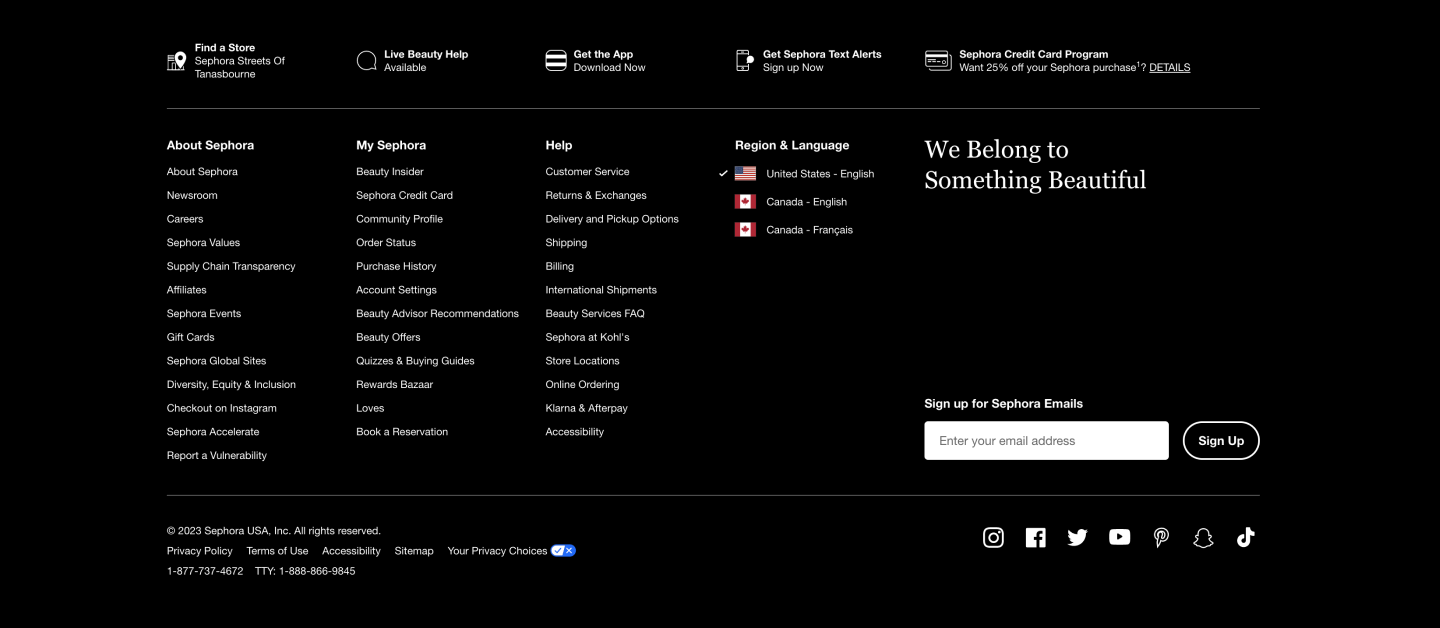 Find a Store
Sephora Streets Of
Tanasbourne
Live Beauty Help
Available
Get the App
Download Now
Get Sephora Text Alerts
Sign up Now
Sephora Credit Card Program
Want 25% off your Sephora purchase¹? DETAILS
About Sephora
About Sephora
Newsroom
Careers
Sephora Values
Supply Chain Transparency
Affiliates
Sephora Events
Gift Cards
Sephora Global Sites
Diversity, Equity & Inclusion
Checkout on Instagram
Sephora Accelerate
Report a Vulnerability
My Sephora
Beauty Insider
Sephora Credit Card
Community Profile
Order Status
Purchase History
Account Settings
Beauty Advisor Recommendations
Beauty Offers
Quizzes & Buying Guides
Rewards Bazaar
Loves
Book a Reservation
Help
Customer Service
Returns & Exchanges
Delivery and Pickup Options
Shipping
Billing
International Shipments
Beauty Services FAQ
Sephora at Kohl's
Store Locations
Online Ordering
Klarna & Afterpay
Accessibility
Region & Language
United States - English
Canada - English
Canada - Français
We Belong to
Something Beautiful
Sign up for Sephora Emails
Enter your email address
Sign Up
© 2023 Sephora USA, Inc. All rights reserved.
Privacy Policy Terms of Use Accessibility Sitemap Your Privacy Choices
1-877-737-4672 TTY: 1-888-866-9845